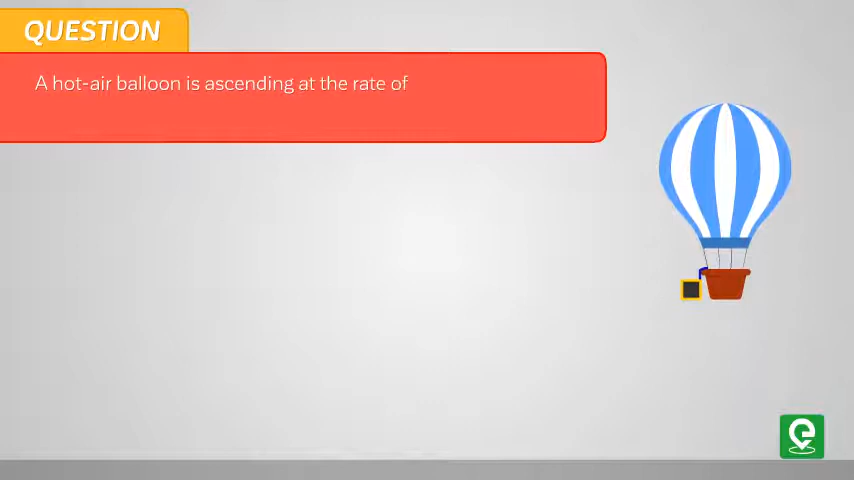 QUESTION
A hot-air balloon is ascending at the rate of